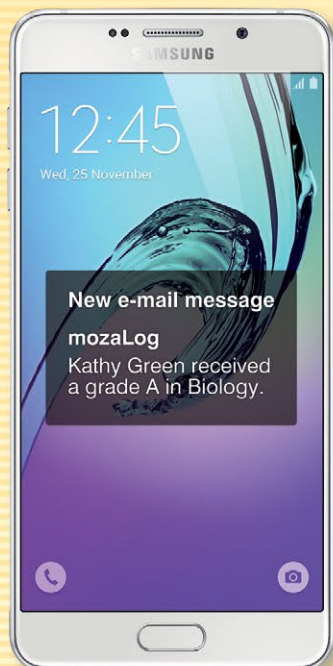 SAMSUNG
12:45
Wed, 25 November
New e-mail message
mozaLog
Kathy Green received
a grade A in Biology.